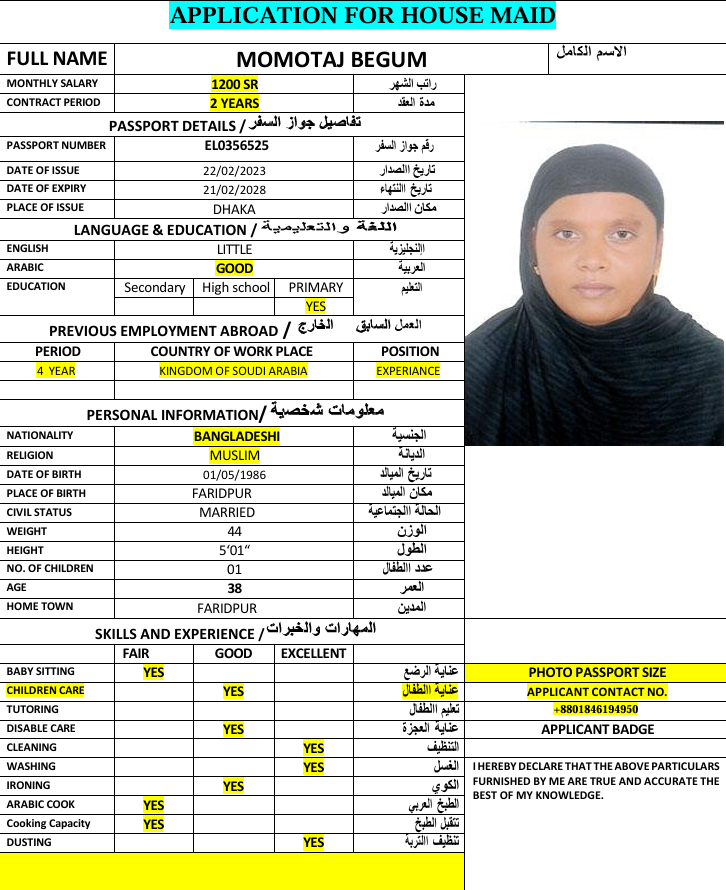 APPLICATION FOR HOUSE MAID
FULL NAME MOMOTAJ BEGUM الاسم الكامل
MONTHLY SALARY 1200 SR راتب الشهر
CONTRACT PERIOD 2 YEARS مدة العقد
PASSPORT DETAILS / تفاصيل جواز السفر
PASSPORT NUMBER EL0356525 رقم جواز السفر
DATE OF ISSUE 22/02/2023 تاريخ االصدار
DATE OF EXPIRY 21/02/2028 تاريخ االنتهاء
PLACE OF ISSUE DHAKA مكان االصدار
LANGUAGE & EDUCATION / اللغة والتعليمية
ENGLISH LITTLE االنجليزية
ARABIC GOOD العربية
EDUCATION Secondary High school PRIMARY التعليم
YES
PREVIOUS EMPLOYMENT ABROAD / العمل السابق الخارج
PERIOD COUNTRY OF WORK PLACE POSITION
4 YEAR KINGDOM OF SOUDI ARABIA EXPERIANCE
PERSONAL INFORMATION/ معلومات شخصية
NATIONALITY BANGLADESHI الجنسية
RELIGION MUSLIM الديانة
DATE OF BIRTH 01/05/1986 تاريخ الميالد
PLACE OF BIRTH FARIDPUR مكان الميالد
CIVIL STATUS MARRIED الحالة االجتماعية
WEIGHT 44 الوزن
HEIGHT 5'01“ الطول
NO. OF CHILDREN 01 عدد االطفال
AGE 38 العمر
HOME TOWN FARIDPUR المدين
SKILLS AND EXPERIENCE / المهارات والخبرات
FAIR GOOD EXCELLENT
BABY SITTING YES عناية الرضع
CHILDREN CARE YES عناية االطفال
TUTORING تعليم االطفال
DISABLE CARE YES عناية العجزة
CLEANING YES التنظيف
WASHING YES الغسل
IRONING YES الكوي
ARABIC COOK YES الطبخ العربي
Cooking Capacity YES تتقبل الطبخ
DUSTING YES تنظيف االتربة
PHOTO PASSPORT SIZE
APPLICANT CONTACT NO.
+8801846194950
APPLICANT BADGE
I HEREBY DECLARE THAT THE ABOVE PARTICULARS
FURNISHED BY ME ARE TRUE AND ACCURATE THE
BEST OF MY KNOWLEDGE.